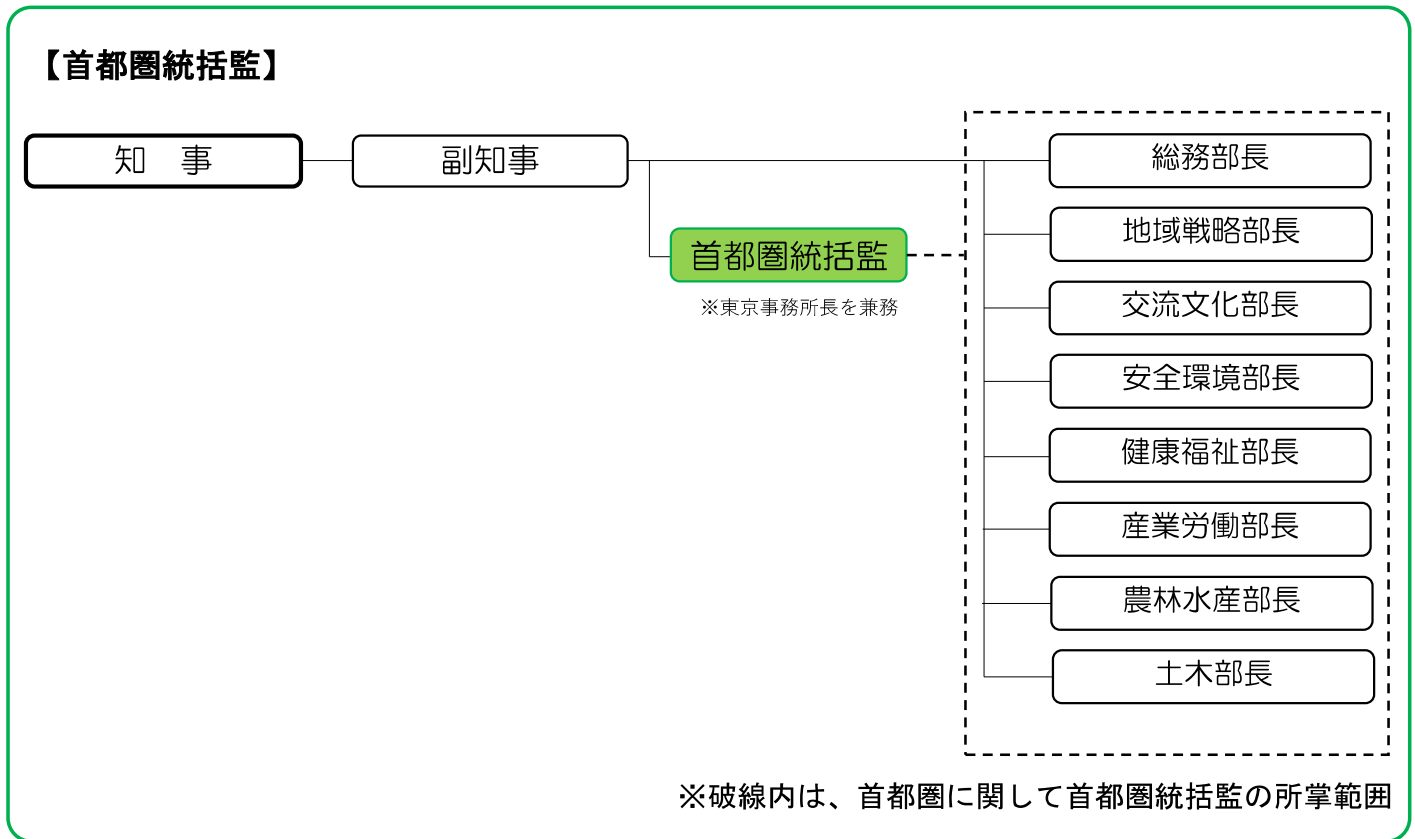 【首都圏統括監】
知　事
副知事
首都圏統括監
※東京事務所長を兼務
総務部長
地域戦略部長
交流文化部長
安全環境部長
健康福祉部長
産業労働部長
農林水産部長
土木部長
※破線内は、首都圏に関して首都圏統括監の所掌範囲